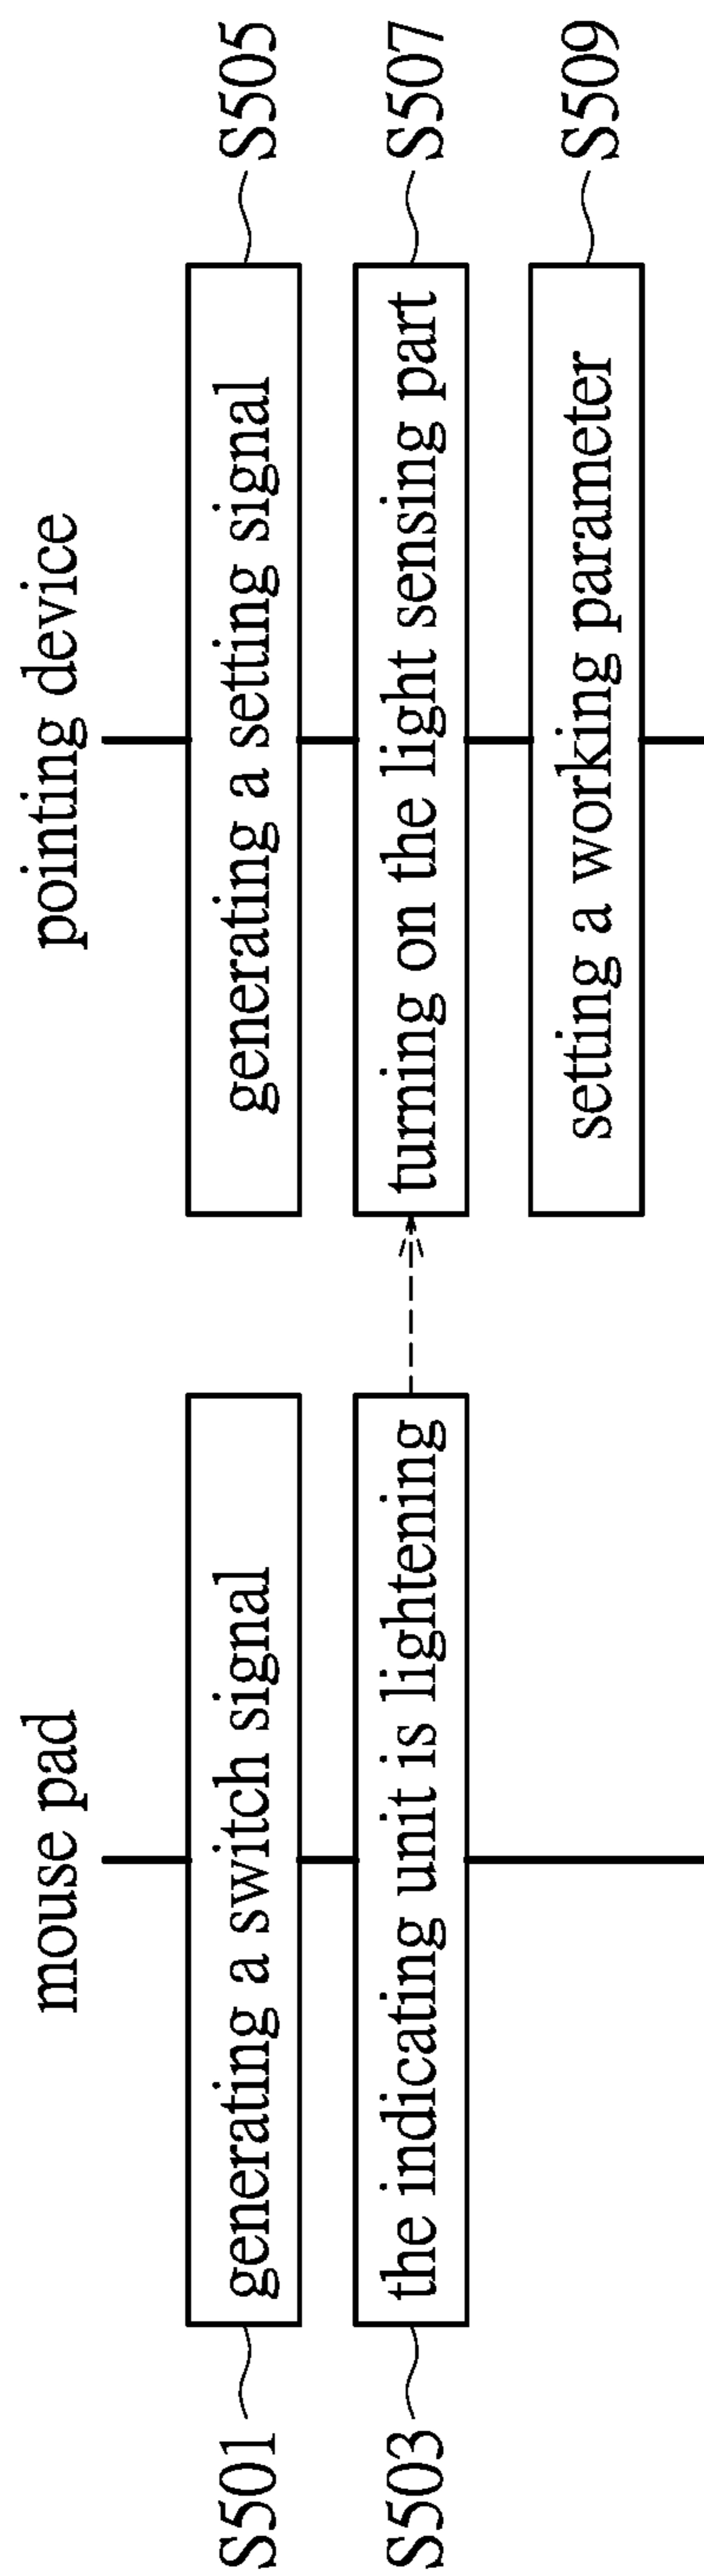 mouse pad
pointing device
S501
generating a switch signal
generating a setting signal
S505
S503
the indicating unit is lightening
turning on the light sensing part
S507
setting a working parameter
S509